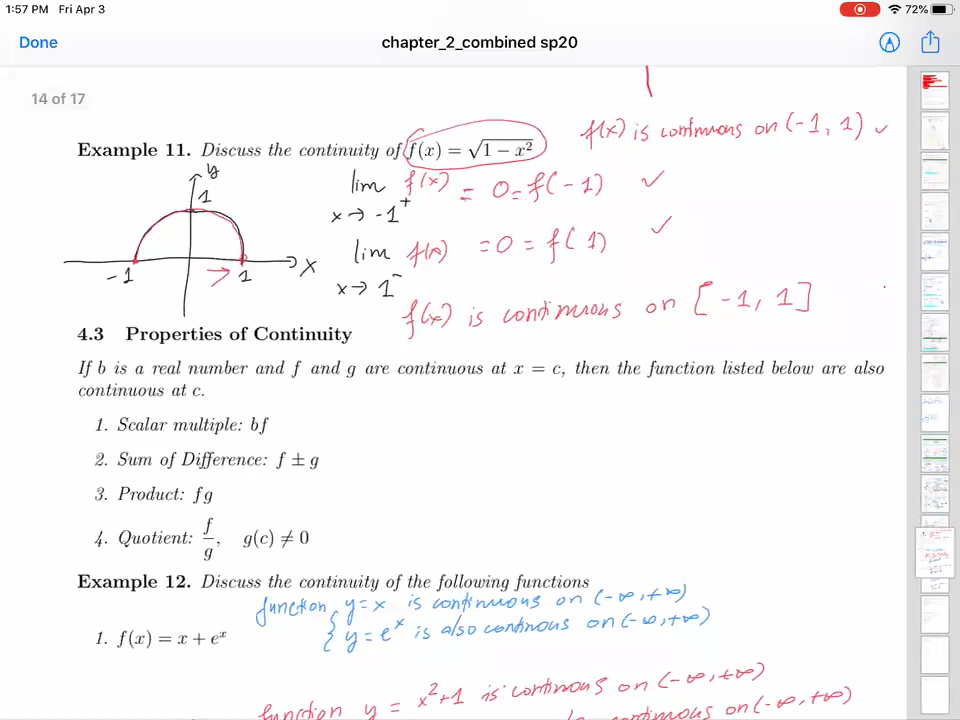 1:57 PM Fri Apr 3
72%
Done
chapter_2_combined sp20
14 of 17
f(x) is continuous on (-1, 1) ✓
Example 11. Discuss the continuity of f(x) = √(1 − x²)
y
1
-1
1
x
lim f(x) = 0 = f(-1) ✓
x → -1⁺
lim f(x) = 0 = f(1) ✓
x → 1⁻
f(x) is continuous on [-1, 1]
4.3 Properties of Continuity
If b is a real number and f and g are continuous at x = c, then the function listed below are also
continuous at c.
1. Scalar multiple: bf
2. Sum of Difference: f ± g
3. Product: fg
4. Quotient: f/g, g(c) ≠ 0
Example 12. Discuss the continuity of the following functions
function y = x is continuous on (-∞, +∞)
y = eˣ is also continous on (-∞, +∞)
1. f(x) = x + eˣ
function y = x²+1 is continuous on (-∞, +∞)
continuous on (-∞, +∞)